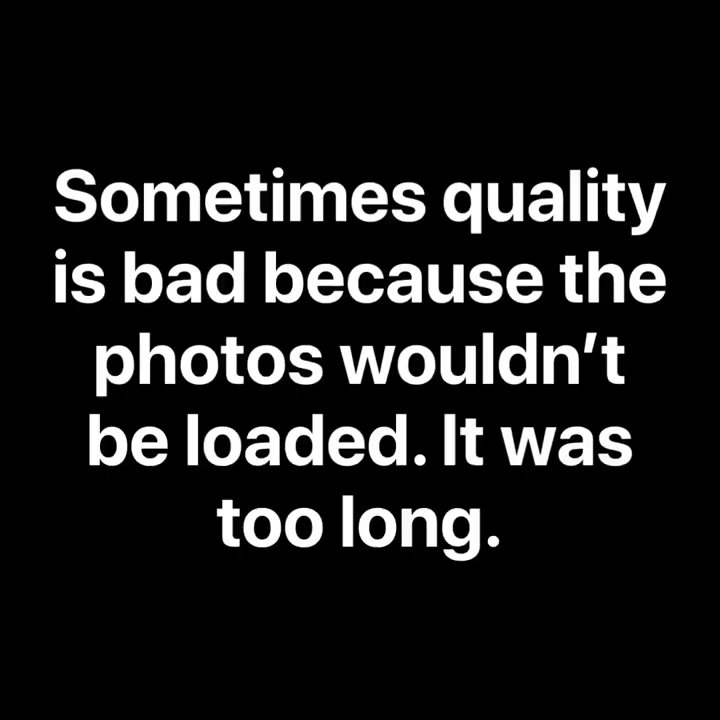 Sometimes quality
is bad because the
photos wouldn’t
be loaded. It was
too long.